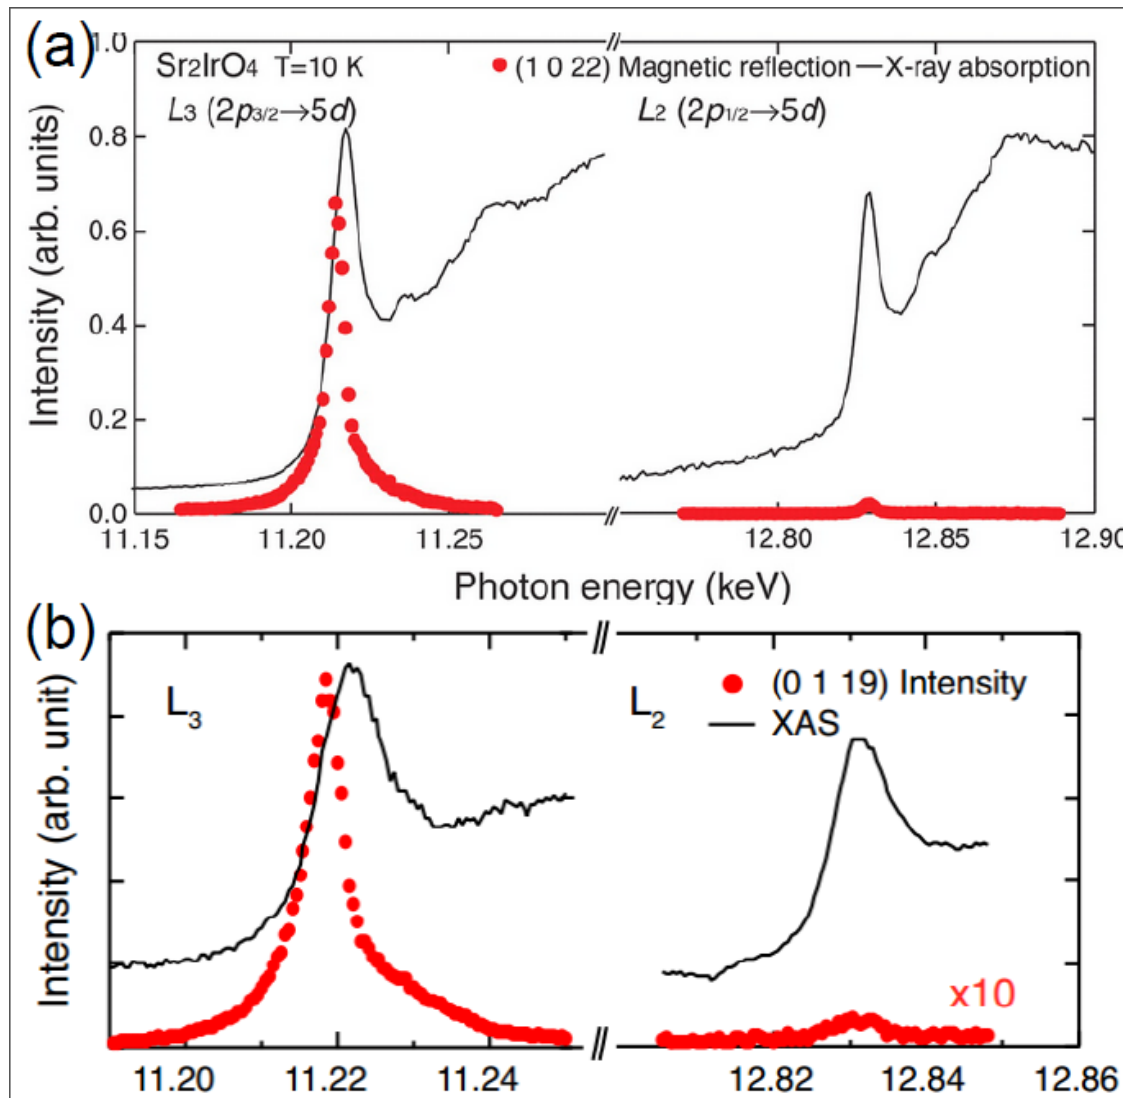 (a)
1.0
Sr2IrO4 T=10 K
(1 0 22) Magnetic reflection
X-ray absorption
L3 (2p3/2→5d)
L2 (2p1/2→5d)
0.8
0.6
0.4
0.2
0.0
Intensity (arb. units)
11.15 11.20 11.25 12.80 12.85 12.90
Photon energy (keV)
(b)
L3
L2
(0 1 19) Intensity
XAS
x10
Intensity (arb. unit)
11.20 11.22 11.24 12.82 12.84 12.86